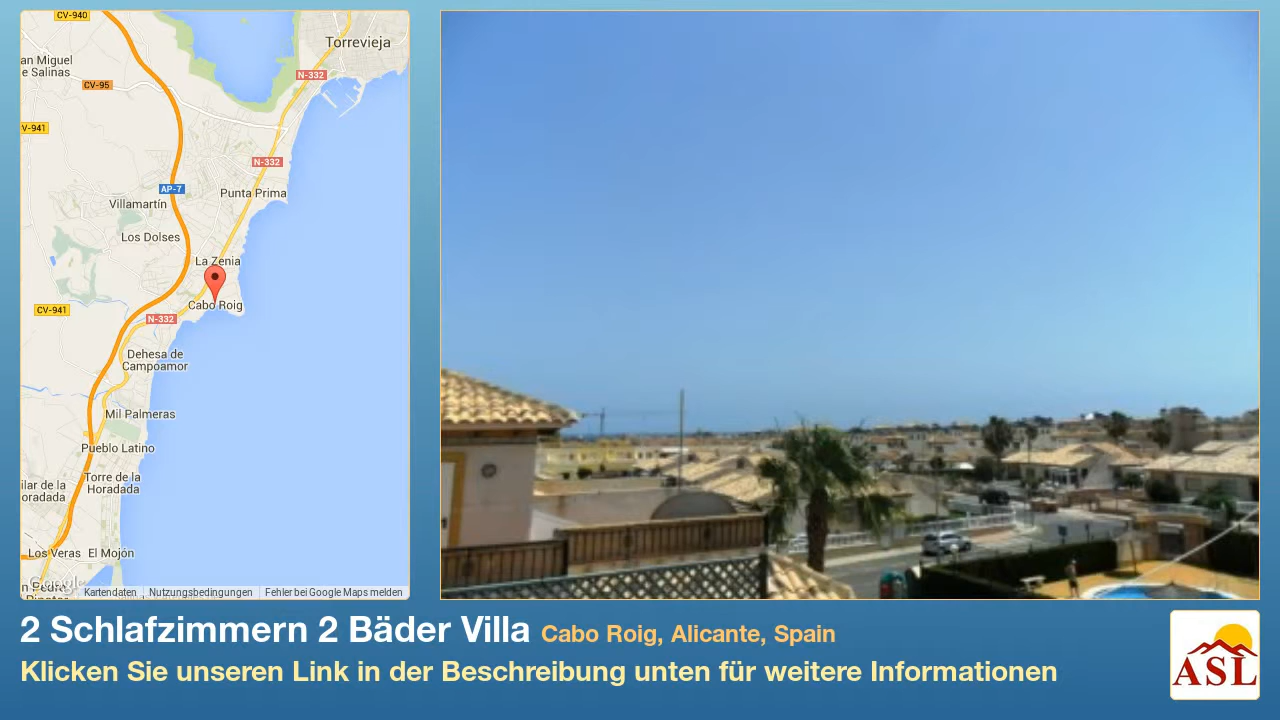 CV-940
Torrevieja
an Miguel
e Salinas
N-332
CV-95
V-941
N-332
AP-7
Punta Prima
Villamartín
Los Dolses
La Zenia
Cabo Roig
CV-941
N-332
Dehesa de
Campoamor
Mil Palmeras
Pueblo Latino
Torre de la
Horadada
ilar de la
oradada
Los Veras
El Mojón
n Pedro
Google
Kartendaten
Nutzungsbedingungen
Fehler bei Google Maps melden
2 Schlafzimmern 2 Bäder Villa Cabo Roig, Alicante, Spain
Klicken Sie unseren Link in der Beschreibung unten für weitere Informationen
ASL